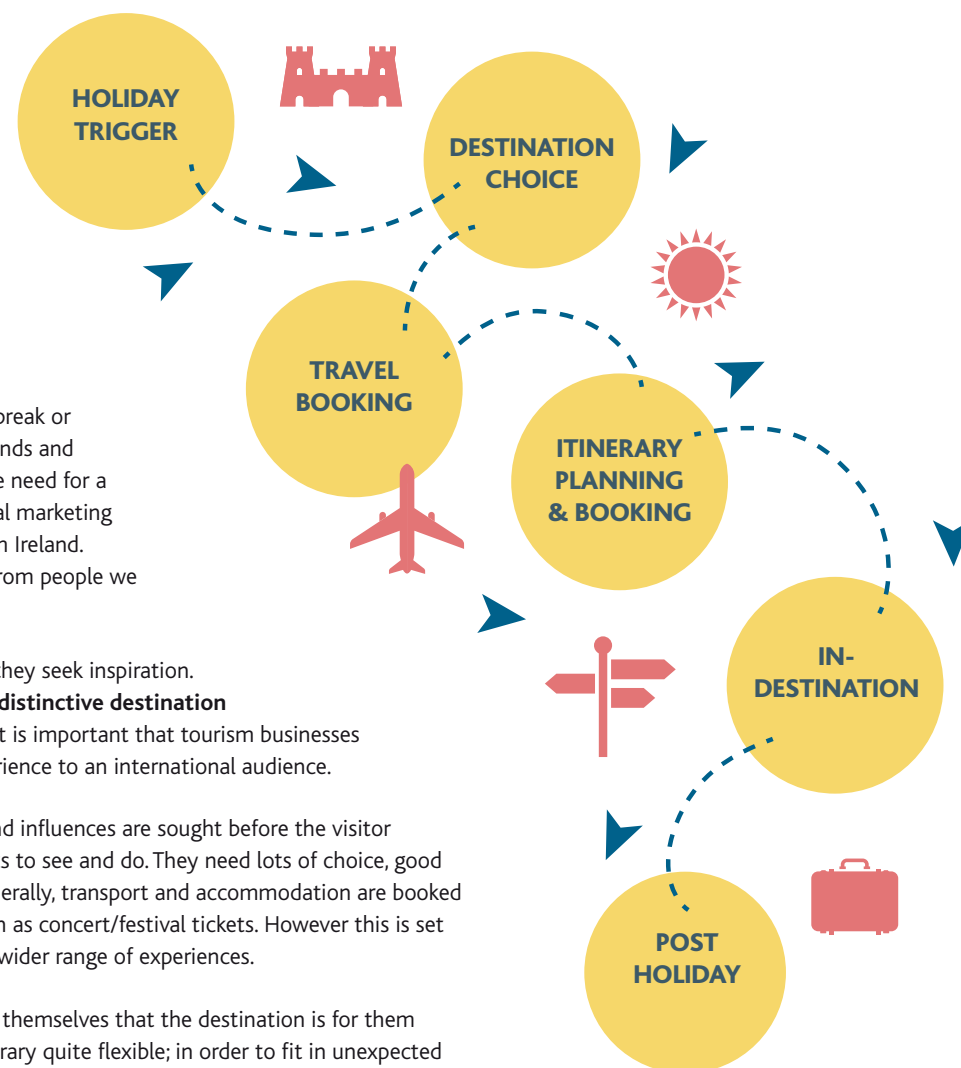 HOLIDAY
TRIGGER
DESTINATION
CHOICE
TRAVEL
BOOKING
ITINERARY
PLANNING
& BOOKING
IN-
DESTINATION
POST
HOLIDAY
break or
nds and
e need for a
al marketing
n Ireland.
rom people we
they seek inspiration.
distinctive destination
t is important that tourism businesses
rience to an international audience.
nd influences are sought before the visitor
s to see and do. They need lots of choice, good
nerally, transport and accommodation are booked
h as concert/festival tickets. However this is set
wider range of experiences.
themselves that the destination is for them
rary quite flexible; in order to fit in unexpected